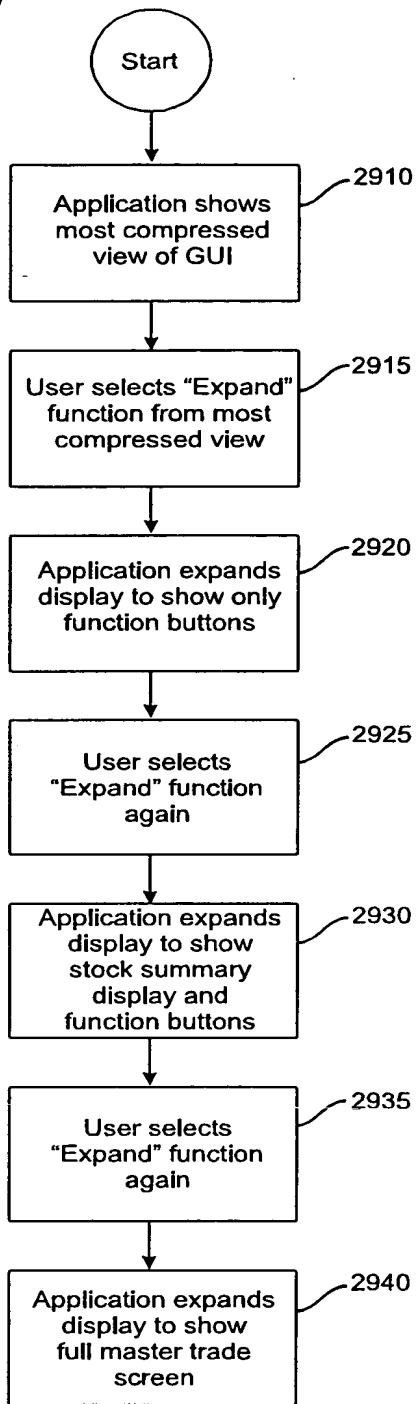 Start
2910
Application shows
most compressed
view of GUI
2915
User selects “Expand”
function from most
compressed view
2920
Application expands
display to show only
function buttons
2925
User selects
“Expand” function
again
2930
Application expands
display to show
stock summary
display and
function buttons
2935
User selects
“Expand” function
again
2940
Application expands
display to show
full master trade
screen